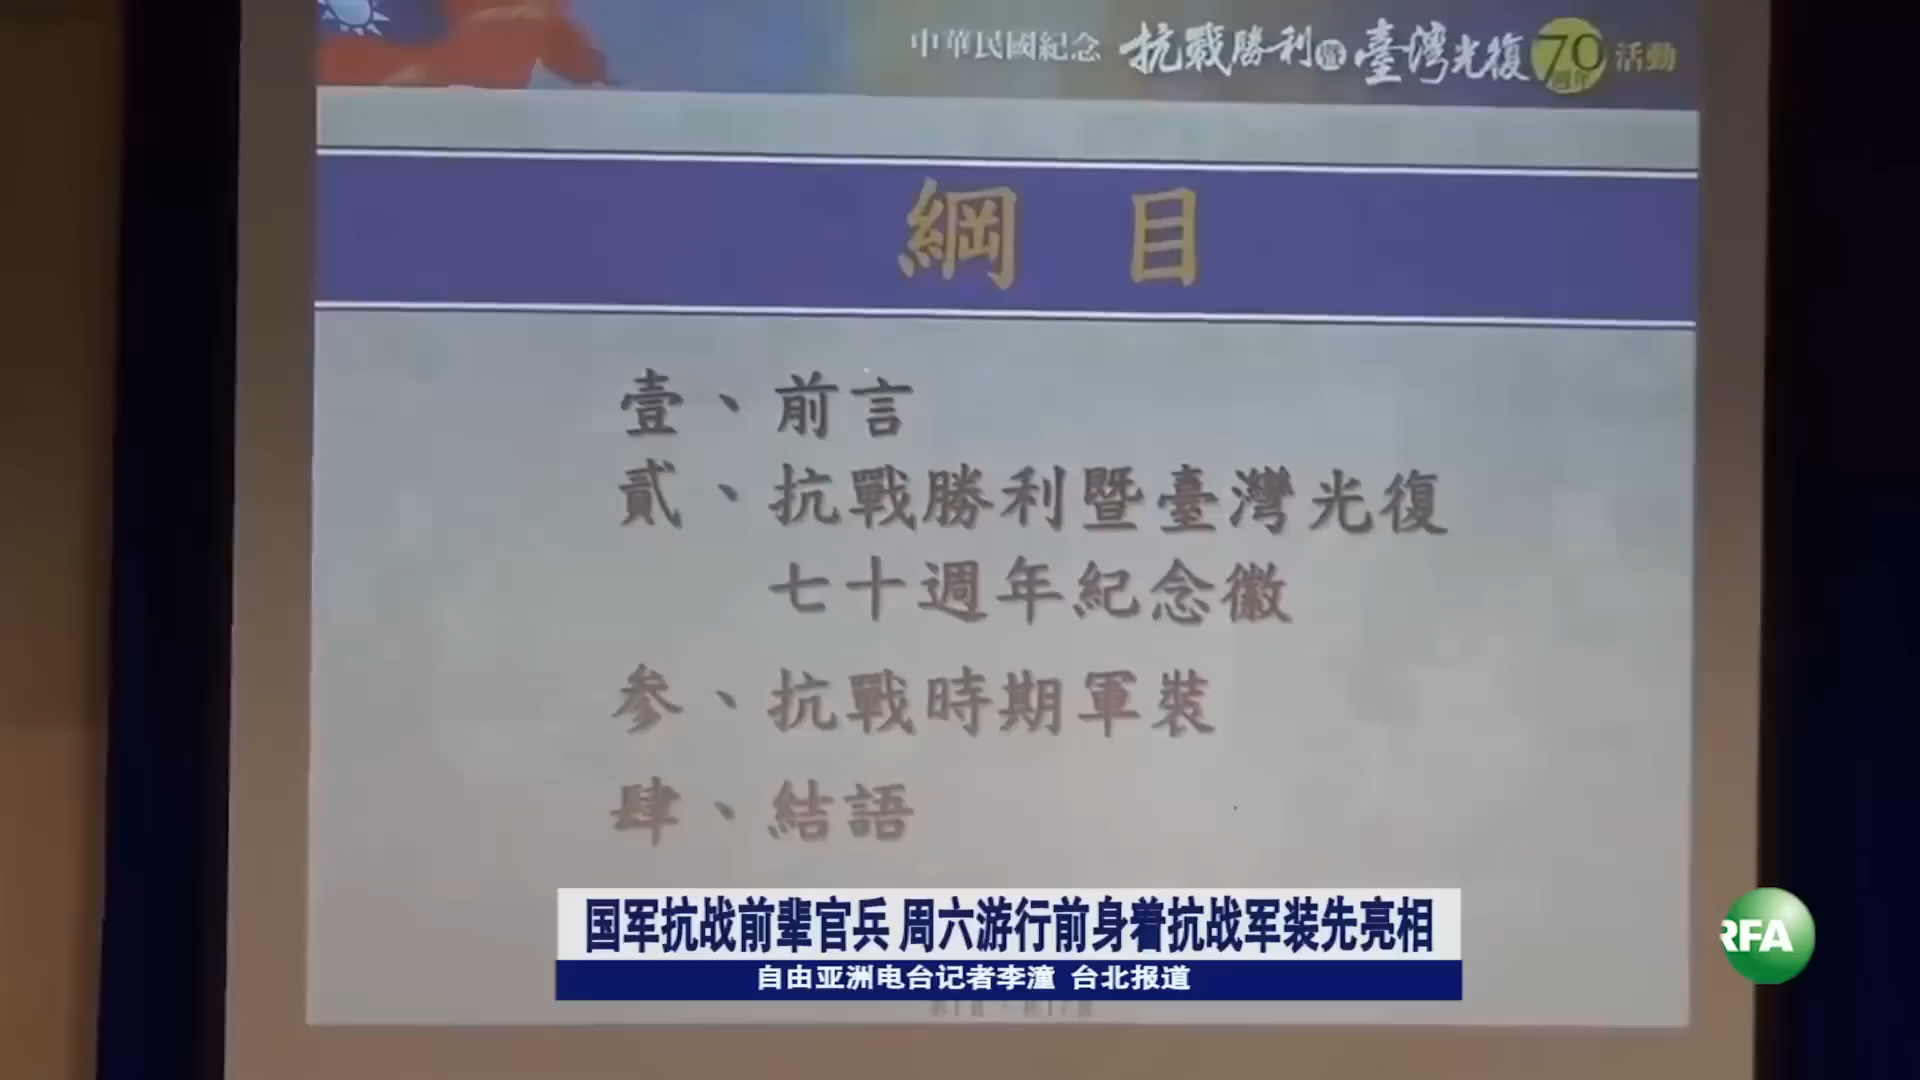 中華民國紀念 抗戰勝利暨臺灣光復70週年活動
綱目
壹、前言
貳、抗戰勝利暨臺灣光復
七十週年紀念徽
參、抗戰時期軍裝
肆、結語
国军抗战前辈官兵 周六游行前身着抗战军装先亮相
自由亚洲电台记者李潼 台北报道
RFA